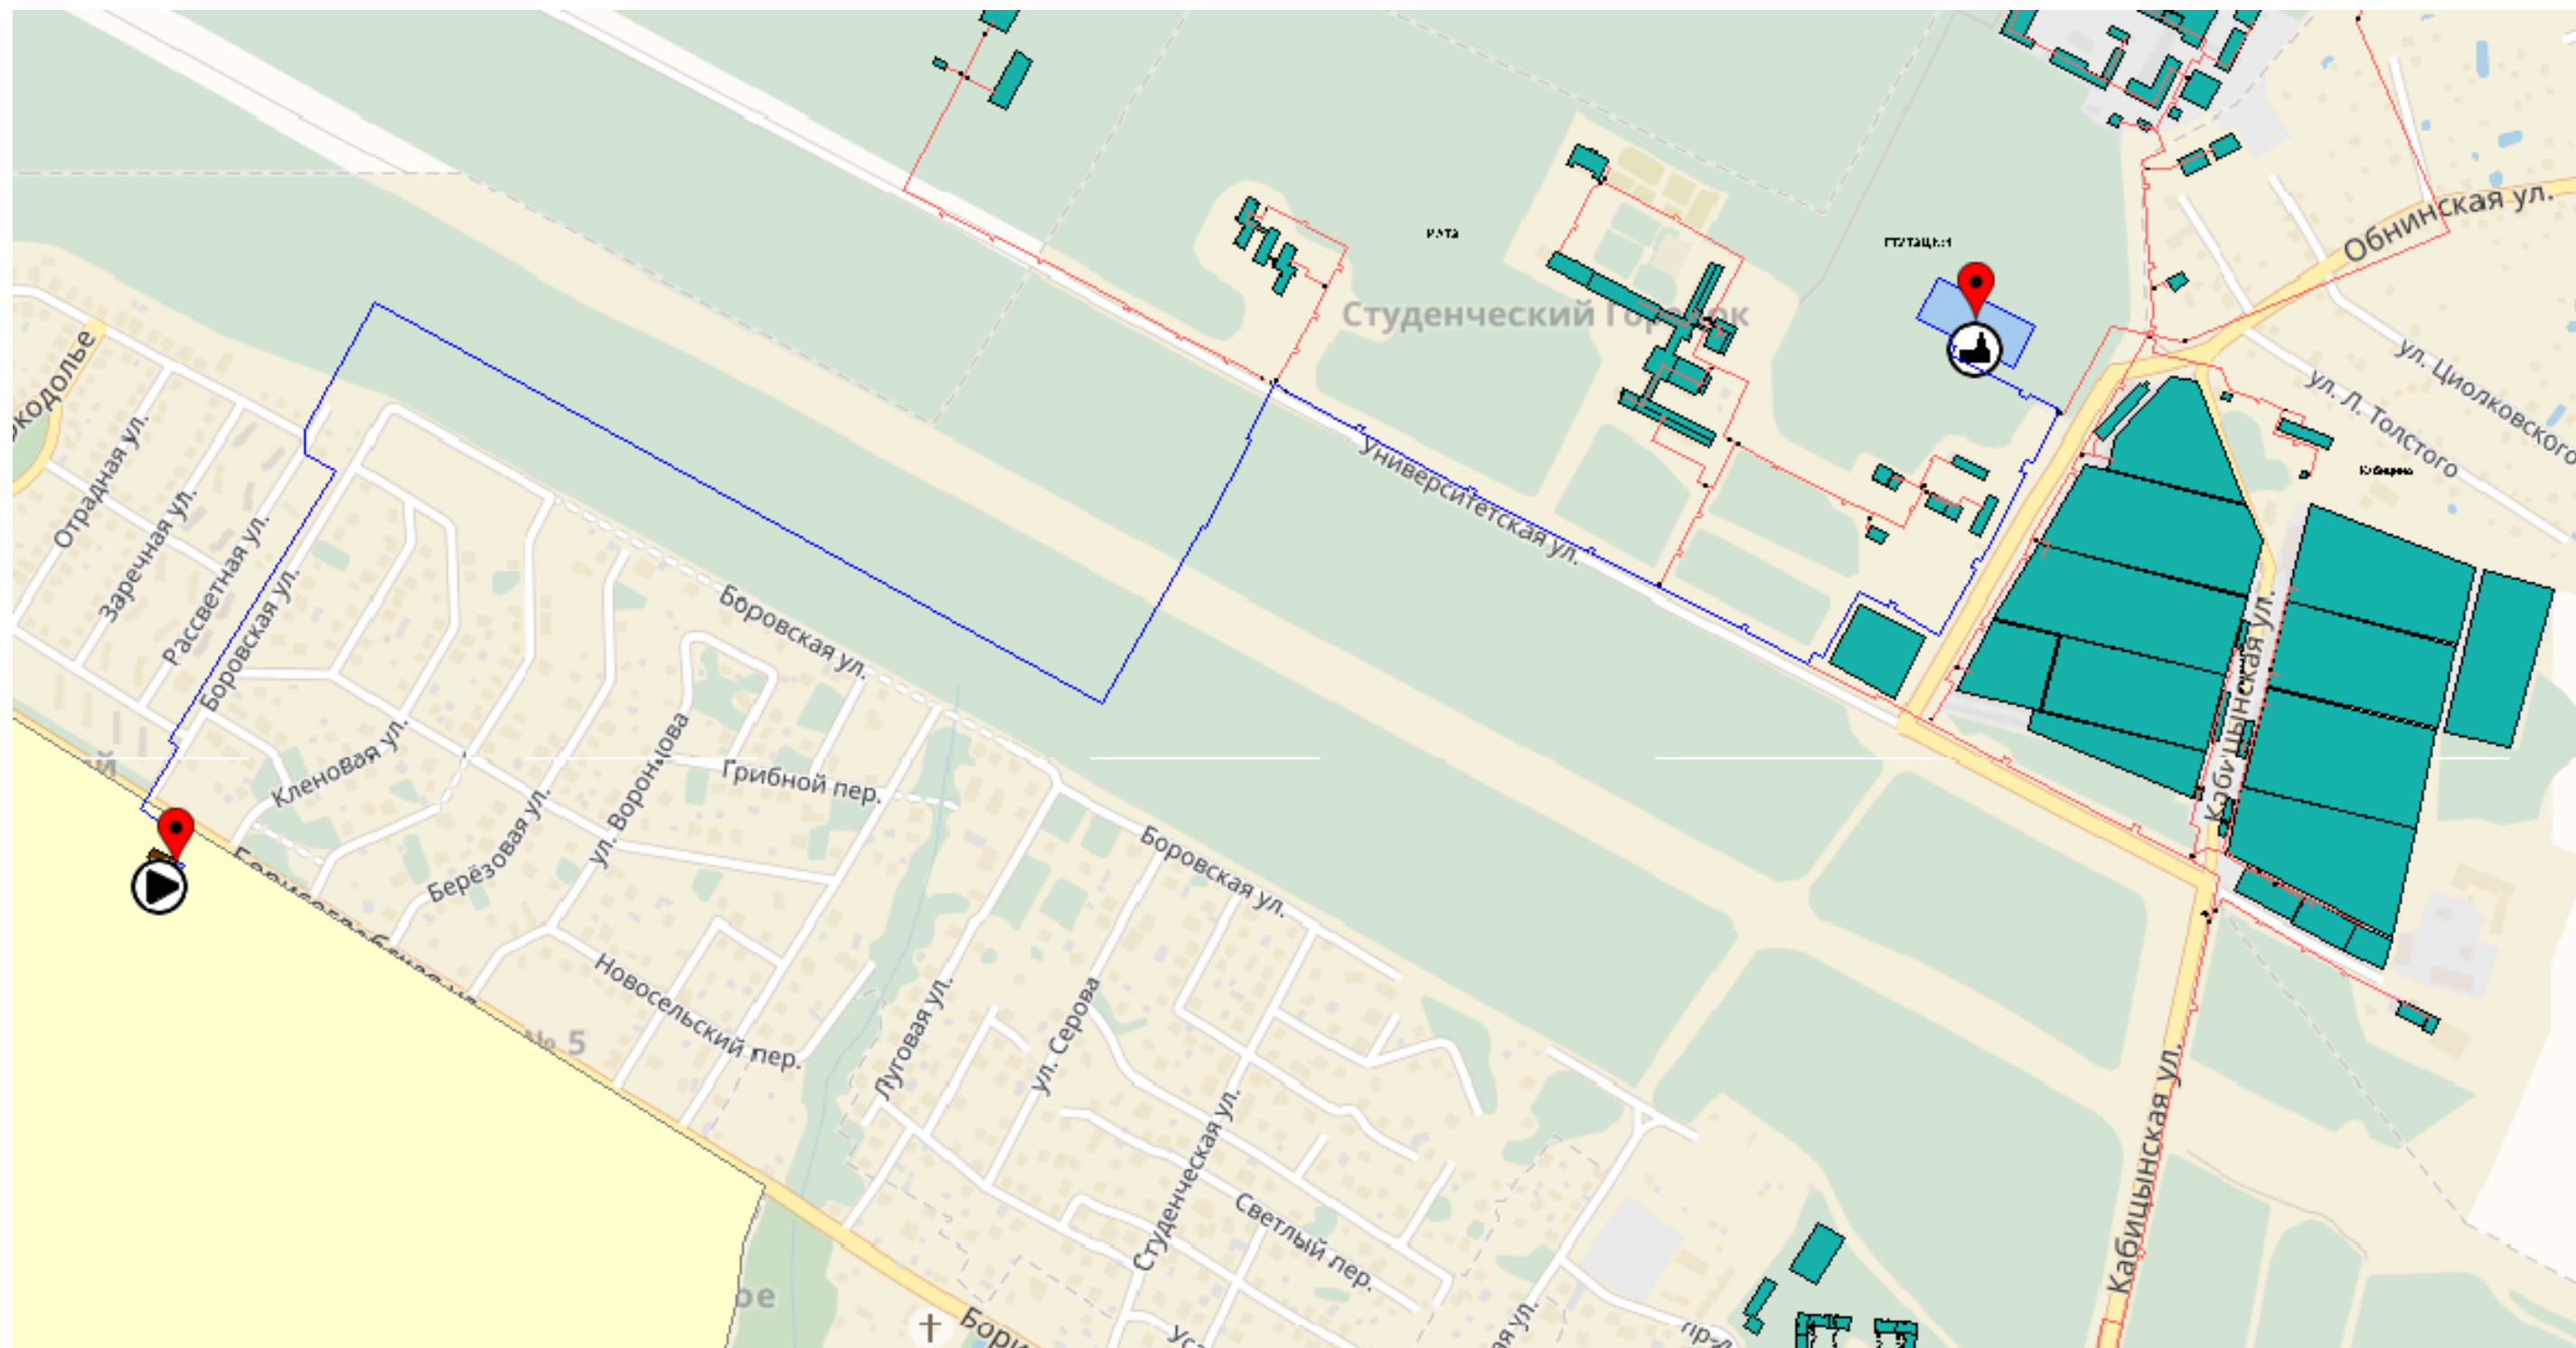 Обнинская ул.
ул. Циолковского
ул. Л. Толстого
Студенческий Городок
Университетская ул.
Отрадная ул.
Заречная ул.
Рассветная ул.
Боровская ул.
Боровская ул.
Кленовая ул.
Берёзовая ул.
ул. Воронцова
Грибной пер.
Кабицынская ул.
Боровская ул.
Новосельский пер.
№ 5
Луговая ул.
ул. Серова
Студенческая ул.
Светлый пер.
Кабицынская ул.